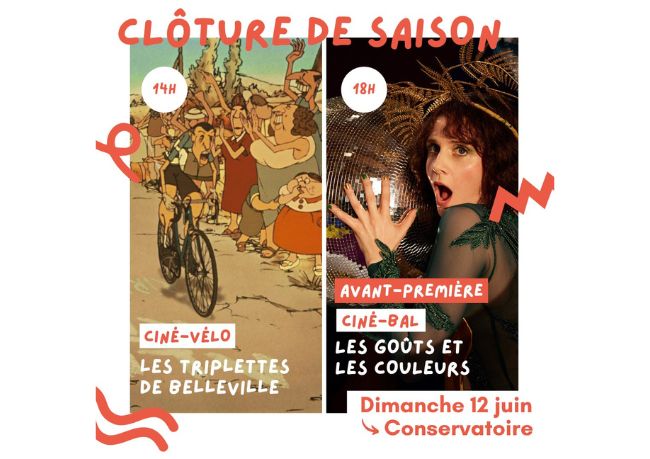 CLÔTURE DE SAISON
14H
CINÉ-VÉLO
LES TRIPLETTES
DE BELLEVILLE
18H
AVANT-PREMIÈRE
CINÉ-BAL
LES GOÛTS ET
LES COULEURS
Dimanche 12 juin
Conservatoire